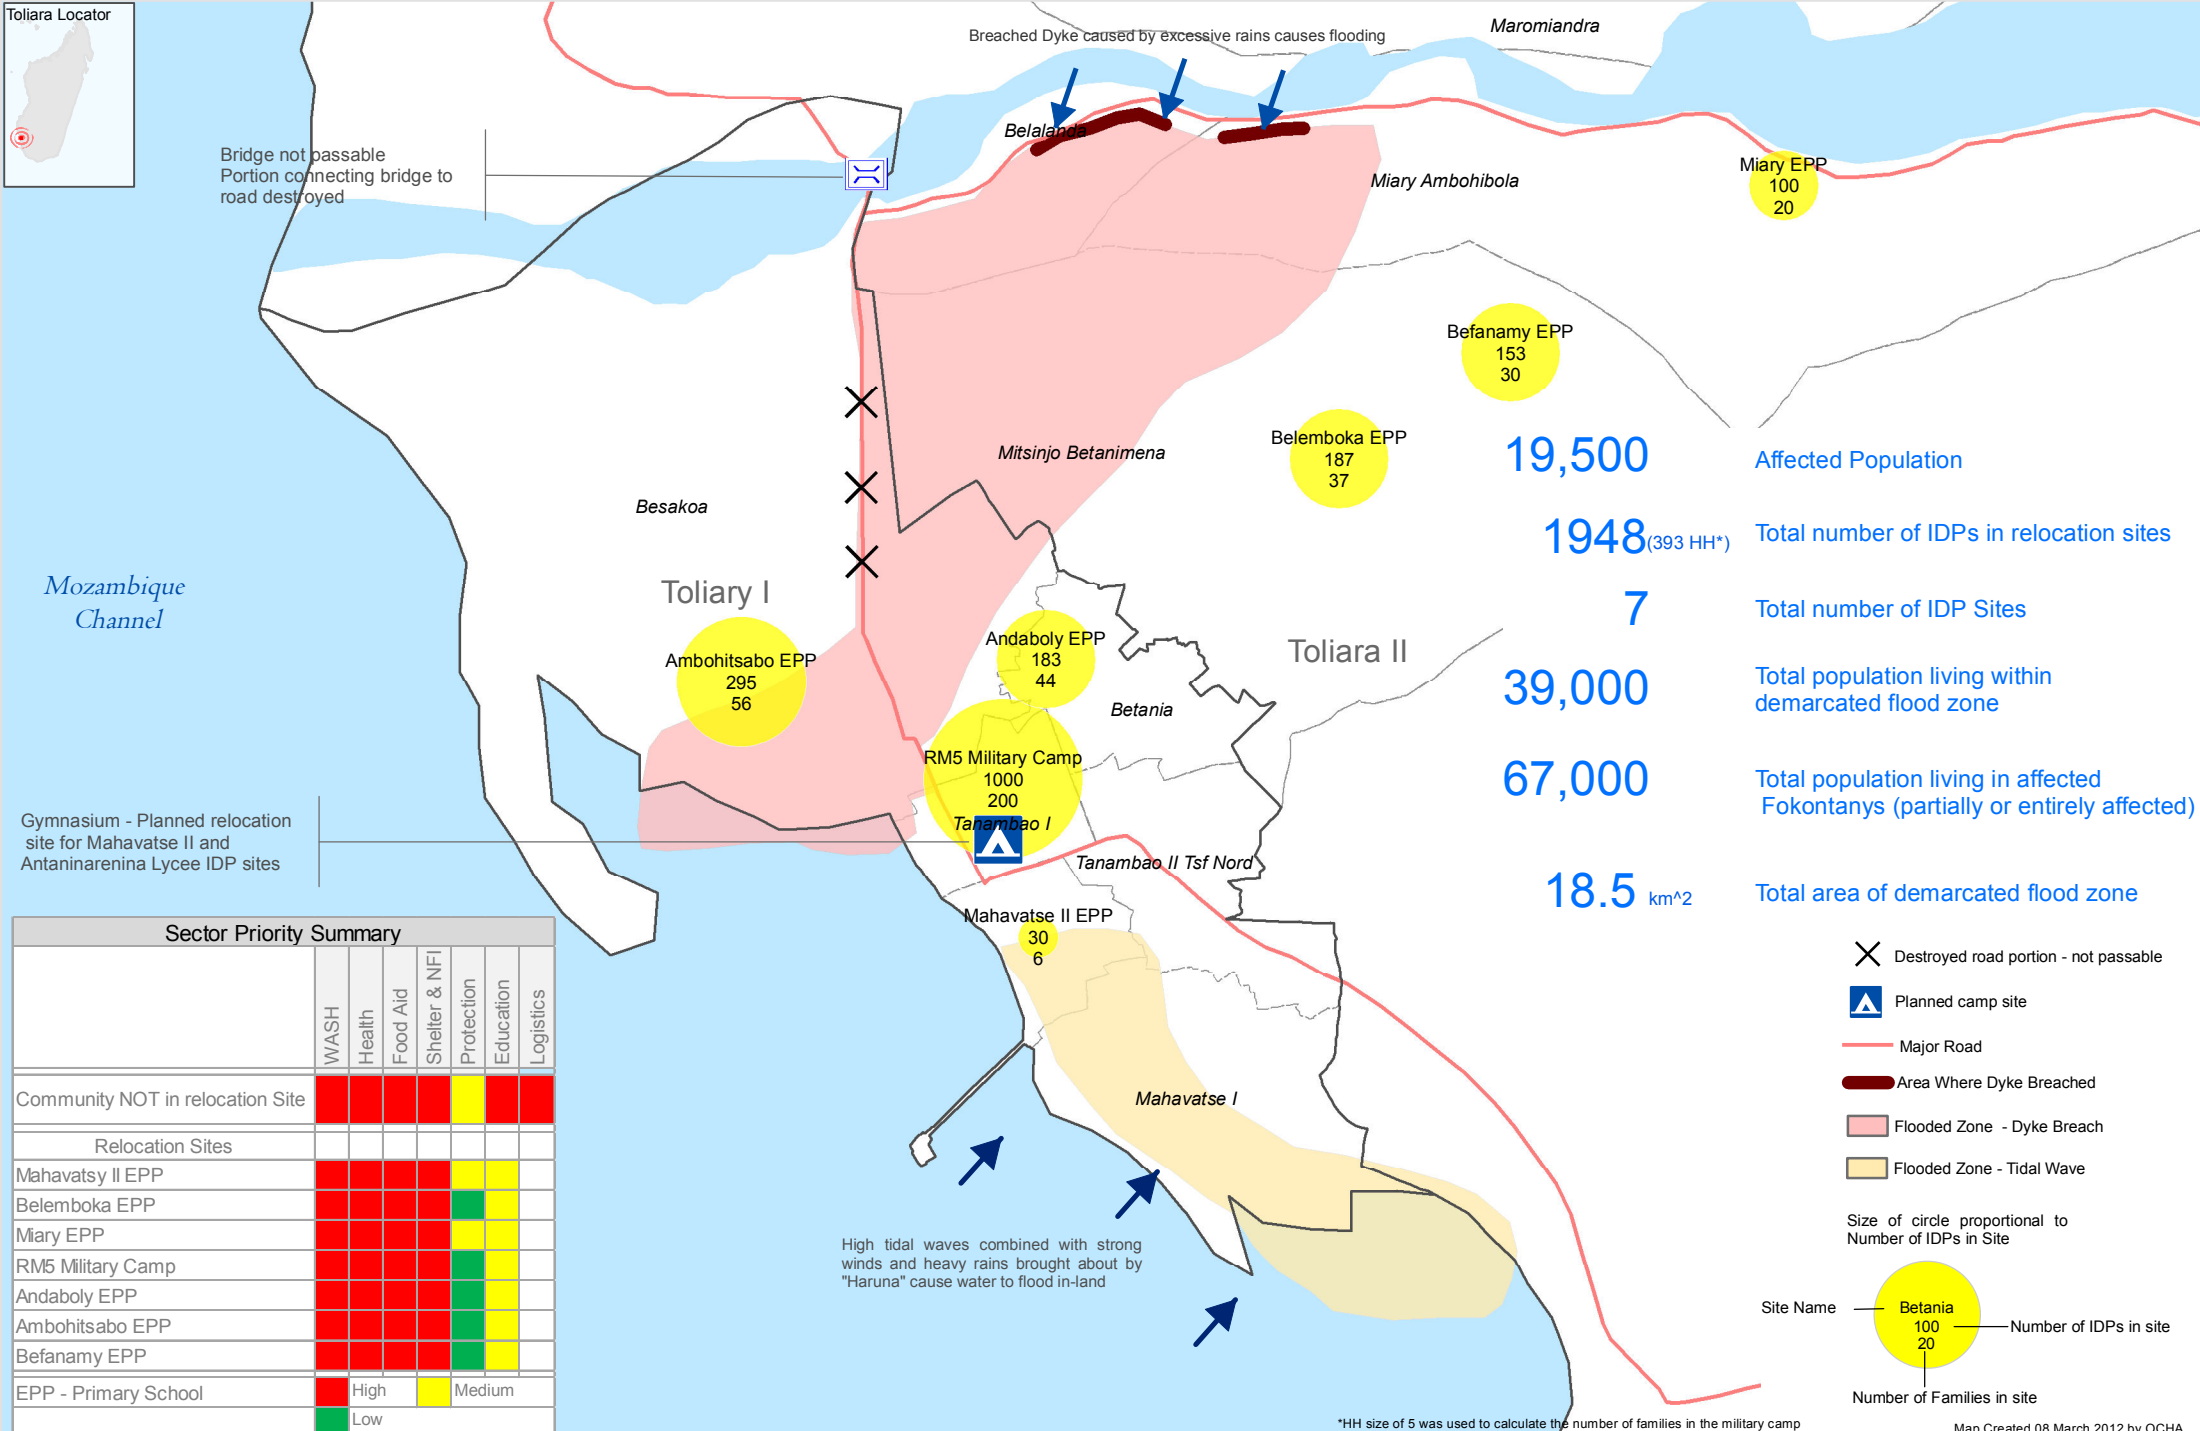 Toliara Locator
Breached Dyke caused by excessive rains causes flooding
Maromiandra
Belalanda
Bridge not passable
Portion connecting bridge to
road destroyed
Miary Ambohibola
Miary EPP
100
20
Befanamy EPP
153
30
Belemboka EPP
187
37
Mitsinjo Betanimena
Besakoa
Toliary I
Mozambique
Channel
Ambohitsabo EPP
295
56
Andaboly EPP
183
44
Betania
Toliara II
RM5 Military Camp
1000
200
Tanambao I
Tanambao II Tsf Nord
Gymnasium - Planned relocation
site for Mahavatse II and
Antaninarenina Lycee IDP sites
Mahavatse II EPP
30
6
Mahavatse I
High tidal waves combined with strong
winds and heavy rains brought about by
"Haruna" cause water to flood in-land
19,500 Affected Population
1948 (393 HH*) Total number of IDPs in relocation sites
7 Total number of IDP Sites
39,000 Total population living within
demarcated flood zone
67,000 Total population living in affected
Fokontanys (partially or entirely affected)
18.5 km^2 Total area of demarcated flood zone
Destroyed road portion - not passable
Planned camp site
Major Road
Area Where Dyke Breached
Flooded Zone - Dyke Breach
Flooded Zone - Tidal Wave
Size of circle proportional to
Number of IDPs in Site
Site Name
Betania
100
20
Number of IDPs in site
Number of Families in site
Sector Priority Summary
WASH
Health
Food Aid
Shelter & NFI
Protection
Education
Logistics
Community NOT in relocation Site
Relocation Sites
Mahavatsy II EPP
Belemboka EPP
Miary EPP
RM5 Military Camp
Andaboly EPP
Ambohitsabo EPP
Befanamy EPP
EPP - Primary School High Medium
Low
*HH size of 5 was used to calculate the number of families in the military camp
Map Created 08 March 2012 by OCHA